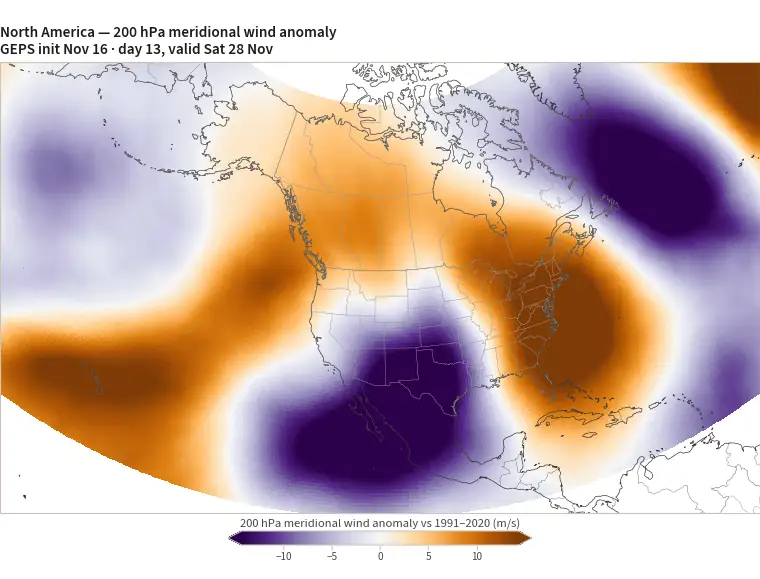 North America — 200 hPa meridional wind anomaly
GEPS init Nov 16 · day 13, valid Sat 28 Nov
200 hPa meridional wind anomaly vs 1991–2020 (m/s)
−10 −5 0 5 10